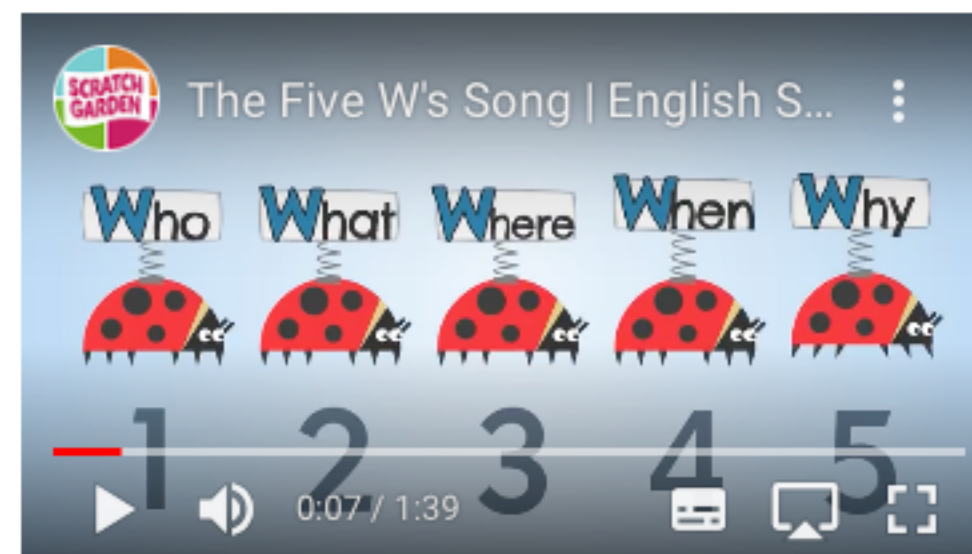 SCRATCH
GARDEN
The Five W's Song | English S...
Who What Where When Why
1 2 3 4 5
0:07 / 1:39